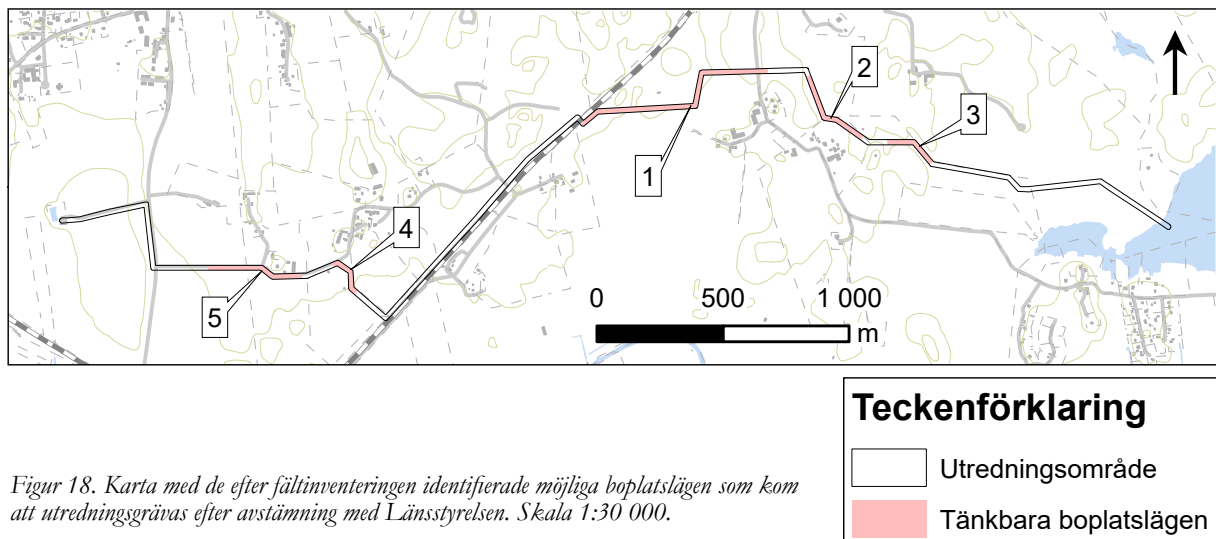 2
3
1
4
5
0 500 1 000
m
Teckenförklaring
Utredningsområde
Tänkbara boplatslägen
Figur 18. Karta med de efter fältinventeringen identifierade möjliga boplatslägen som kom
att utredningsgrävas efter avstämning med Länsstyrelsen. Skala 1:30 000.